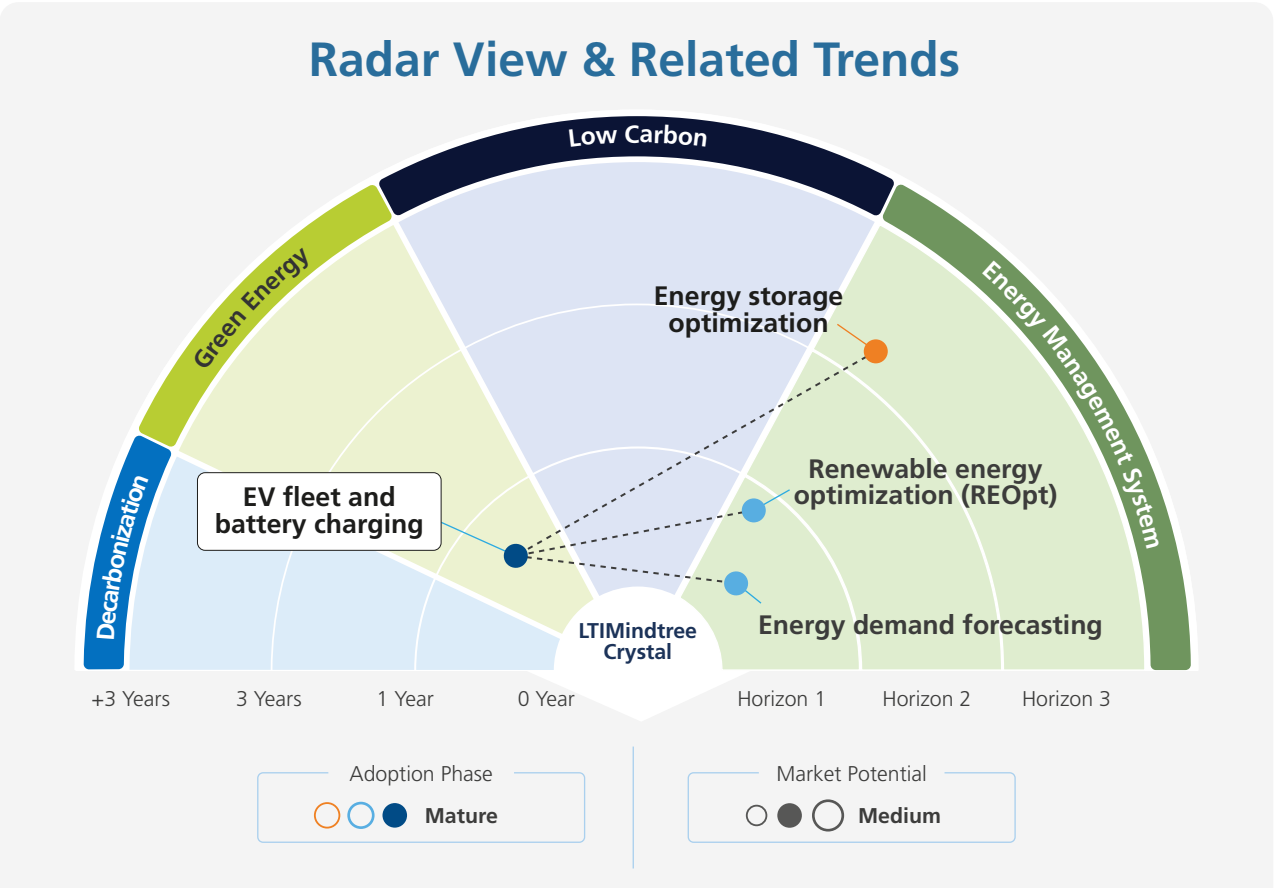 Radar View & Related Trends
Low Carbon
Green Energy
Energy Management System
Decarbonization
Energy storage
optimization
Renewable energy
optimization (REOpt)
EV fleet and
battery charging
Energy demand forecasting
LTIMindtree
Crystal
+3 Years
3 Years
1 Year
0 Year
Horizon 1
Horizon 2
Horizon 3
Adoption Phase
Mature
Market Potential
Medium